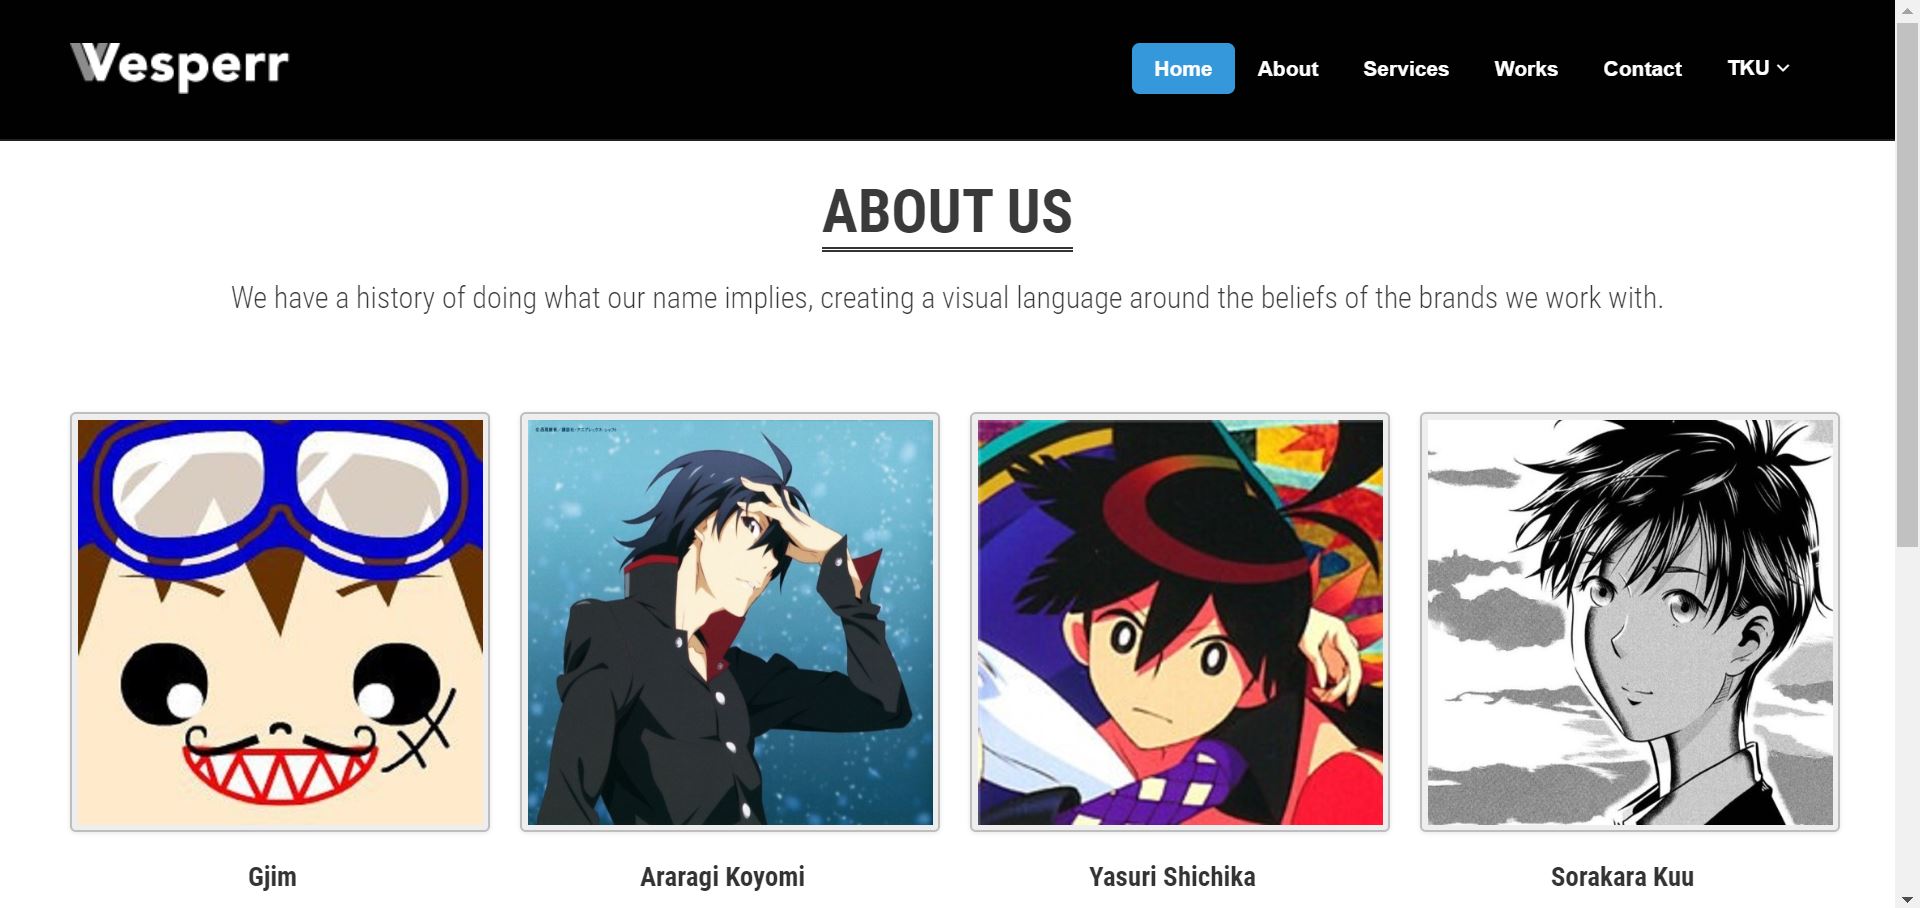 Vesperr
Home About Services Works Contact TKU
ABOUT US
We have a history of doing what our name implies, creating a visual language around the beliefs of the brands we work with.
Gjim Araragi Koyomi Yasuri Shichika Sorakara Kuu